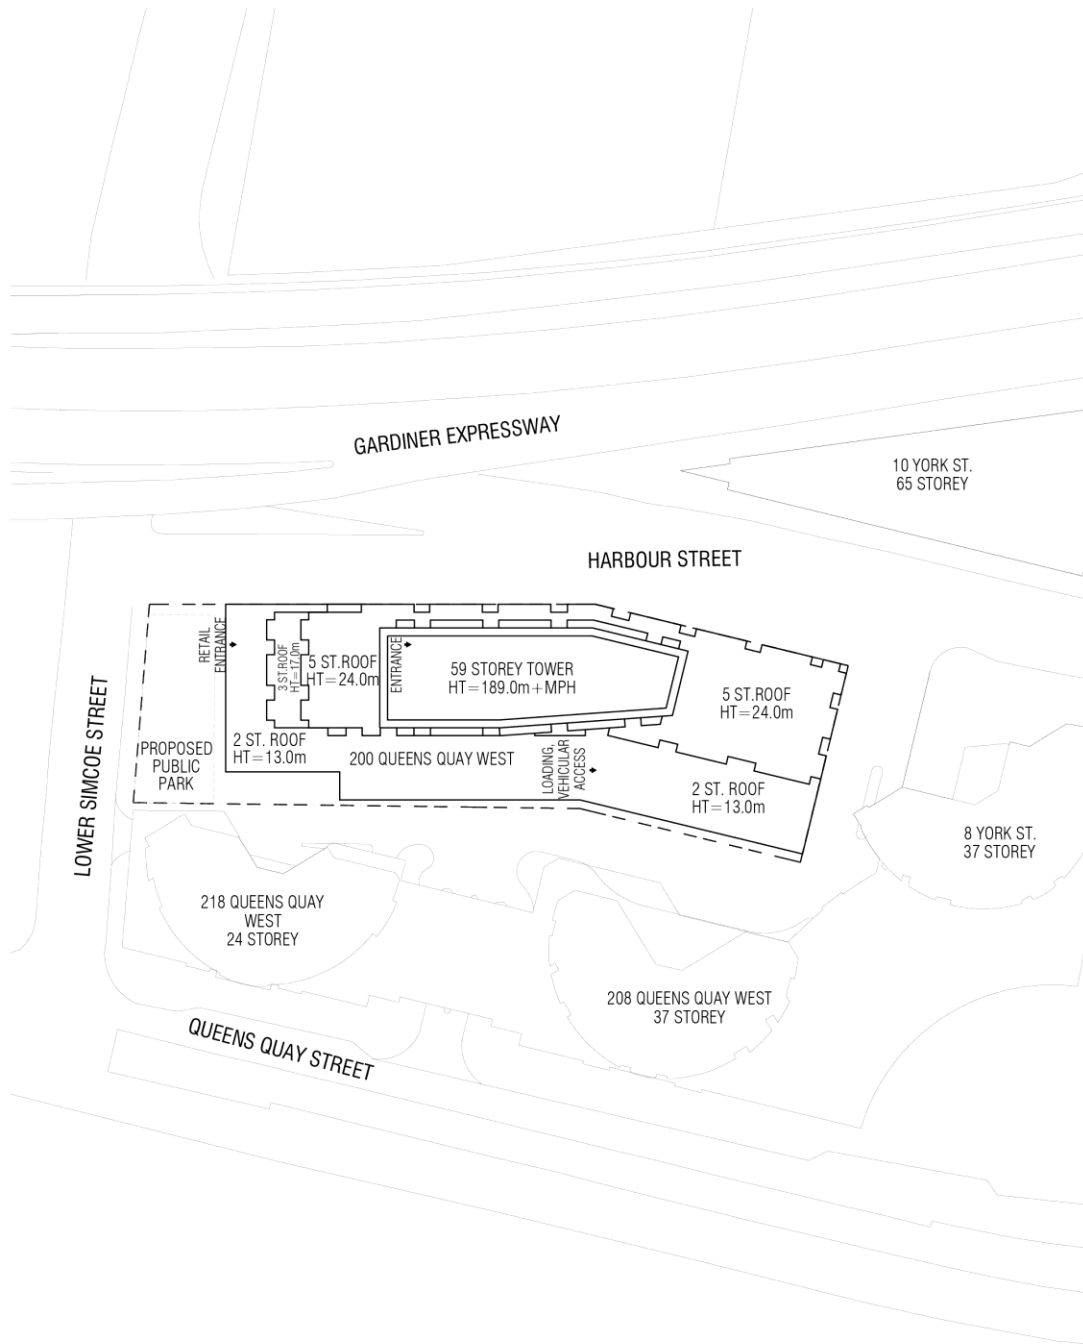 GARDINER EXPRESSWAY
10 YORK ST.
65 STOREY
HARBOUR STREET
LOWER SIMCOE STREET
RETAIL
ENTRANCE
3 ST.ROOF
HT=17.0m
5 ST.ROOF
HT=24.0m
ENTRANCE
59 STOREY TOWER
HT=189.0m+MPH
5 ST.ROOF
HT=24.0m
PROPOSED
PUBLIC
PARK
2 ST. ROOF
HT=13.0m
200 QUEENS QUAY WEST
LOADING,
VEHICULAR
ACCESS
2 ST. ROOF
HT=13.0m
8 YORK ST.
37 STOREY
218 QUEENS QUAY
WEST
24 STOREY
208 QUEENS QUAY WEST
37 STOREY
QUEENS QUAY STREET